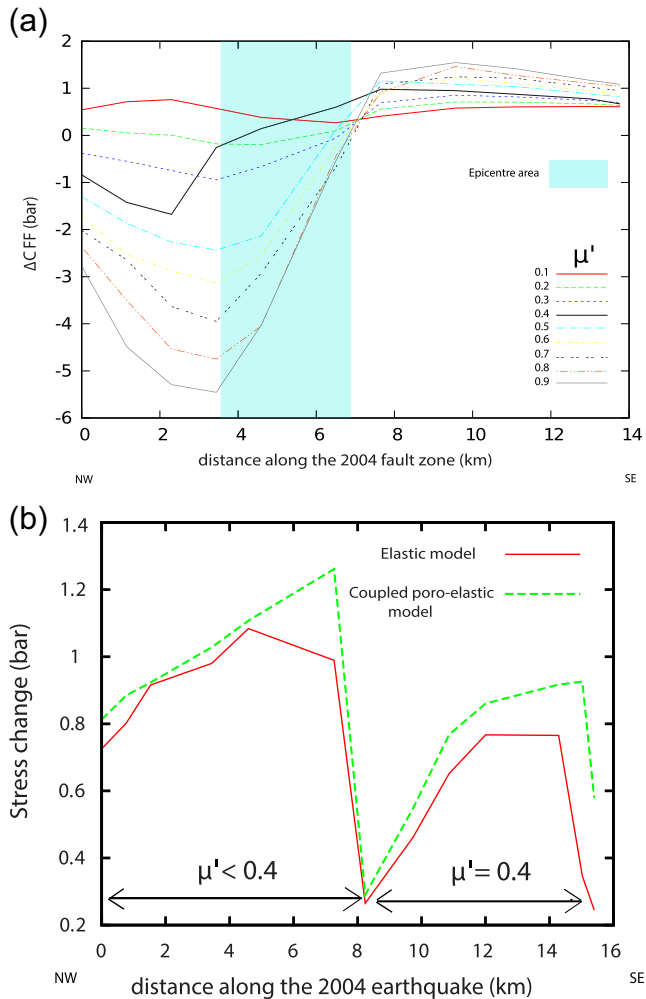 (a)
2
1
0
-1
-2
-3
-4
-5
-6
ΔCFF (bar)
Epicentre area
μ'
0.1
0.2
0.3
0.4
0.5
0.6
0.7
0.8
0.9
0 2 4 6 8 10 12 14
distance along the 2004 fault zone (km)
NW SE
(b)
1.4
1.2
1
0.8
0.6
0.4
0.2
Stress change (bar)
Elastic model
Coupled poro-elastic
model
μ'< 0.4 μ'= 0.4
0 2 4 6 8 10 12 14 16
NW SE
distance along the 2004 earthquake (km)